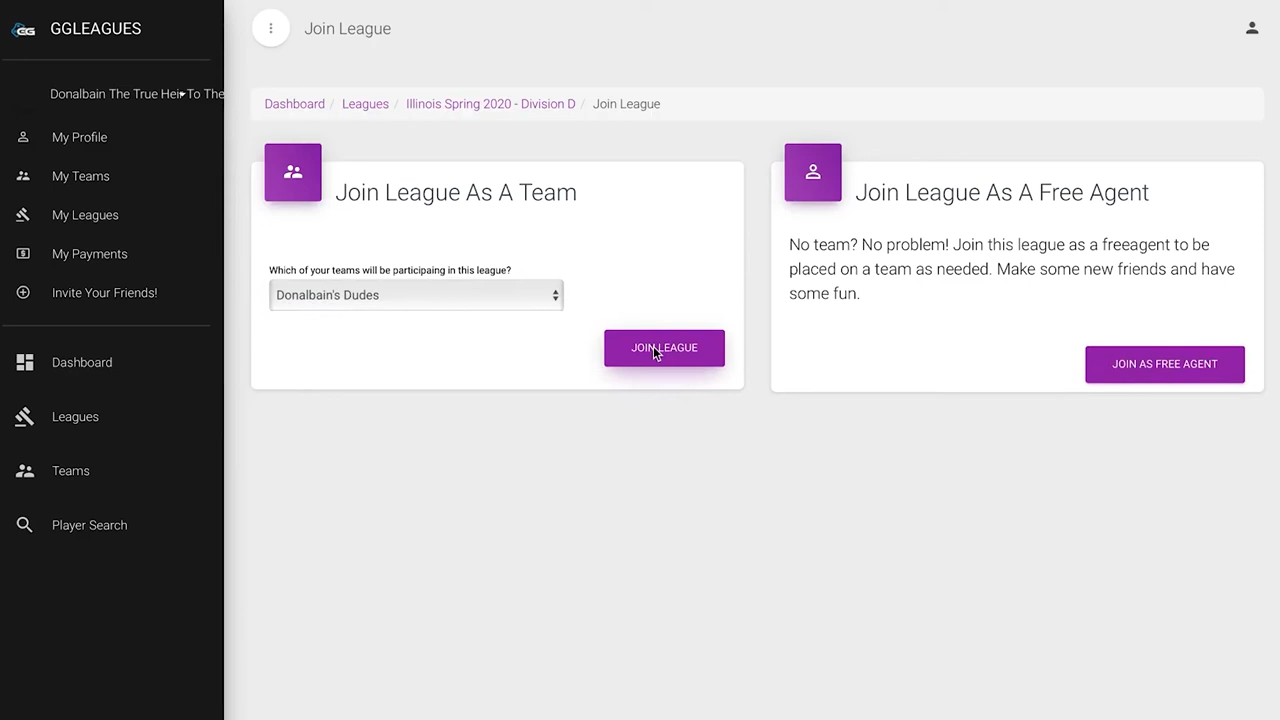 GGLEAGUES
Donalbain The True Heir To The
My Profile
My Teams
My Leagues
My Payments
Invite Your Friends!
Dashboard
Leagues
Teams
Player Search
Join League
Dashboard / Leagues / Illinois Spring 2020 - Division D / Join League
Join League As A Team
Which of your teams will be participaing in this league?
Donalbain's Dudes
JOIN LEAGUE
Join League As A Free Agent
No team? No problem! Join this league as a freeagent to be
placed on a team as needed. Make some new friends and have
some fun.
JOIN AS FREE AGENT